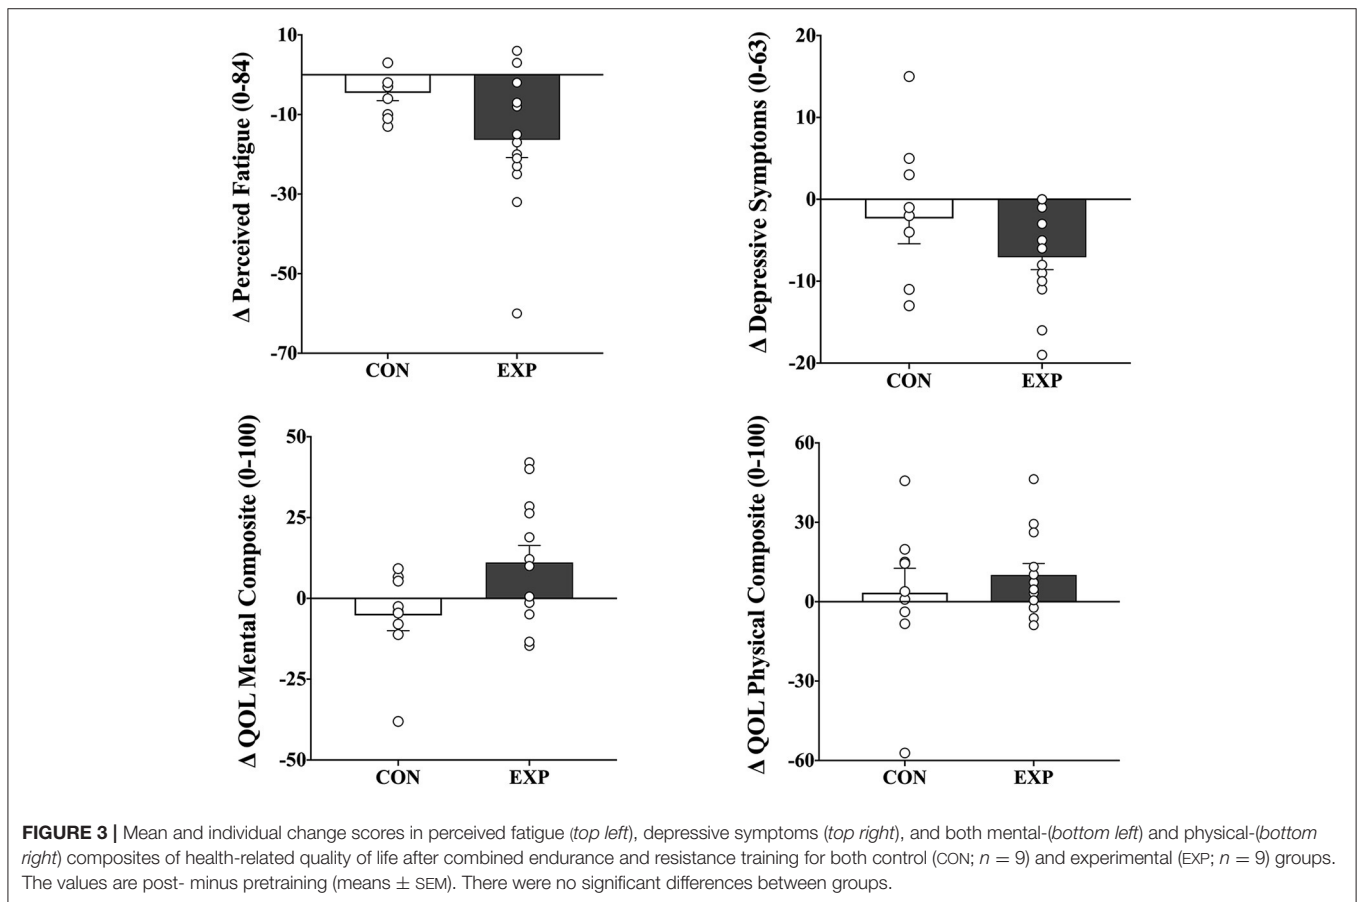 Δ Perceived Fatigue (0-84)
10
-10
-30
-50
-70
CON EXP
Δ Depressive Symptoms (0-63)
20
10
0
-10
-20
CON EXP
Δ QOL Mental Composite (0-100)
50
25
0
-25
-50
CON EXP
Δ QOL Physical Composite (0-100)
60
30
0
-30
-60
CON EXP
FIGURE 3 | Mean and individual change scores in perceived fatigue (top left), depressive symptoms (top right), and both mental-(bottom left) and physical-(bottom
right) composites of health-related quality of life after combined endurance and resistance training for both control (CON; n = 9) and experimental (EXP; n = 9) groups.
The values are post- minus pretraining (means ± SEM). There were no significant differences between groups.